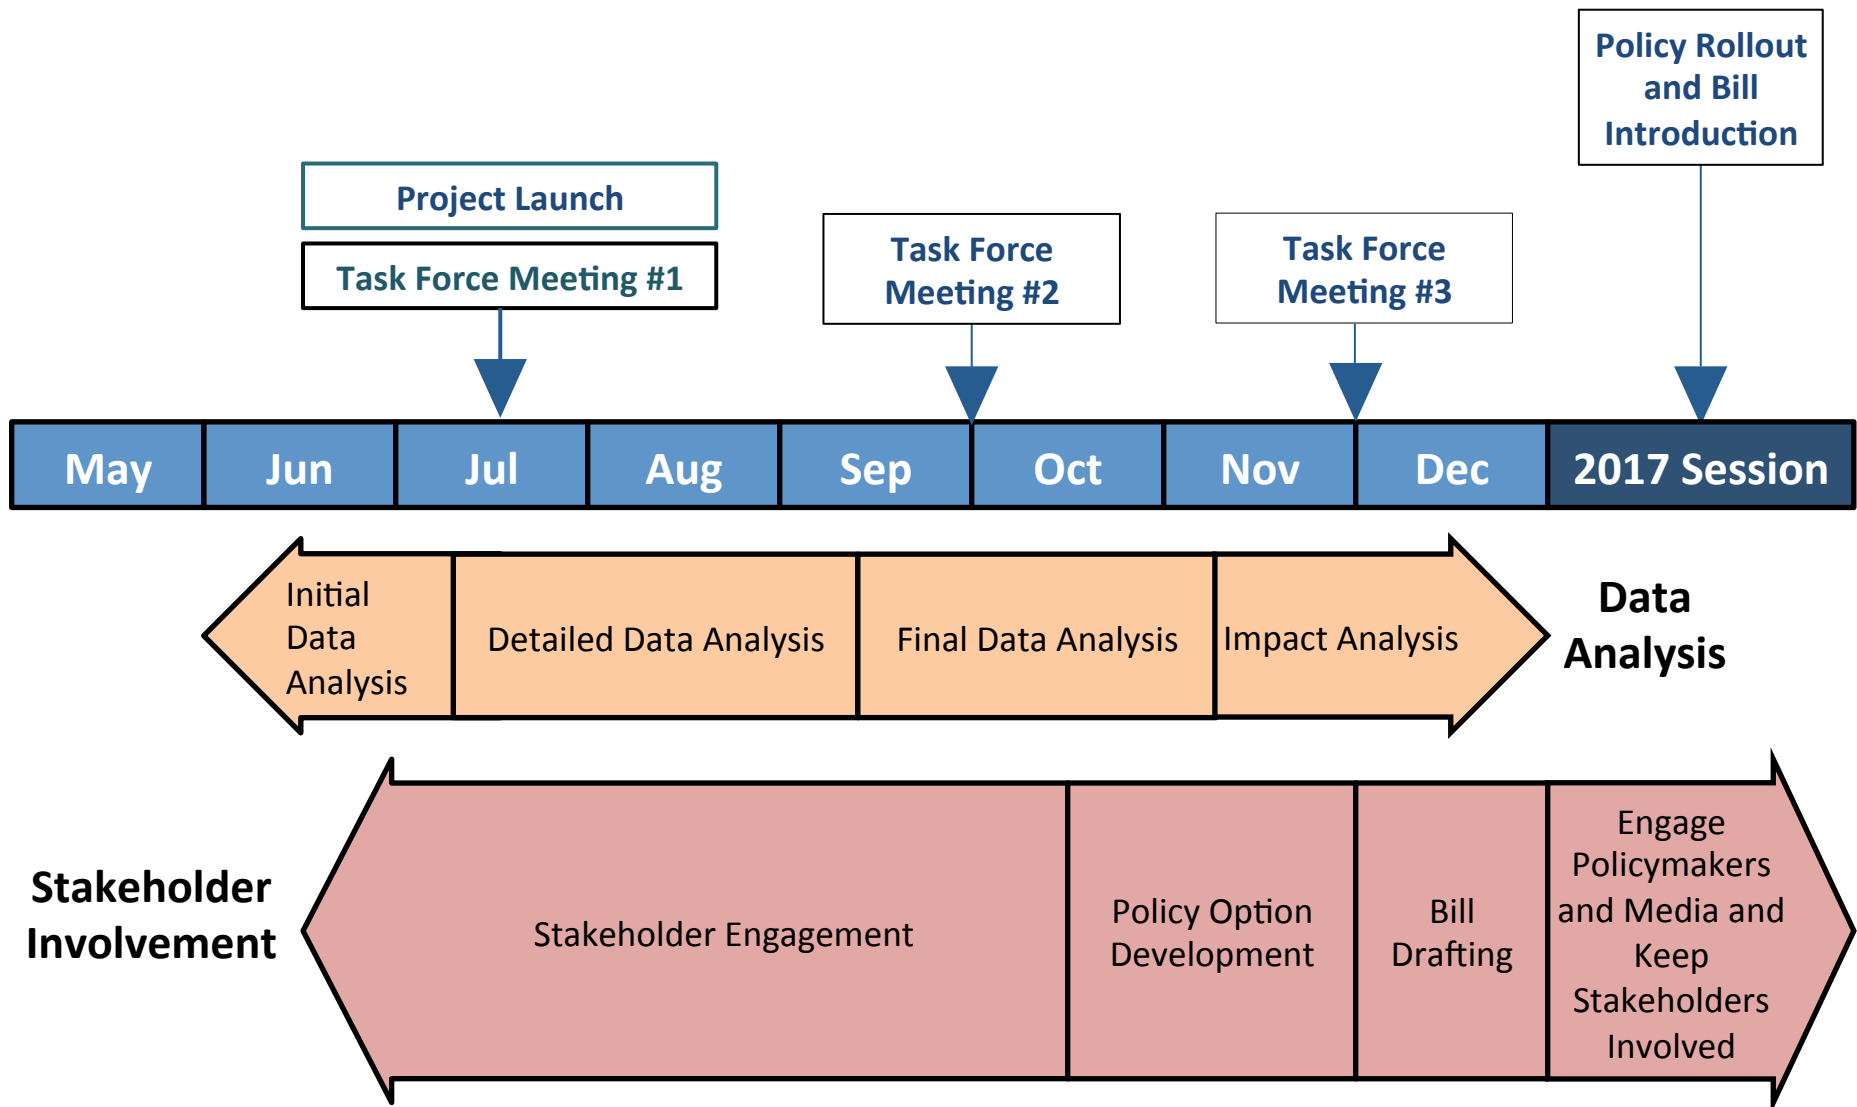 Policy Rollout
and Bill
Introduction
Project Launch
Task Force Meeting #1
Task Force
Meeting #2
Task Force
Meeting #3
May
Jun
Jul
Aug
Sep
Oct
Nov
Dec
2017 Session
Initial
Data
Analysis
Detailed Data Analysis
Final Data Analysis
Impact Analysis
Data
Analysis
Stakeholder
Involvement
Stakeholder Engagement
Policy Option
Development
Bill
Drafting
Engage
Policymakers
and Media and
Keep
Stakeholders
Involved